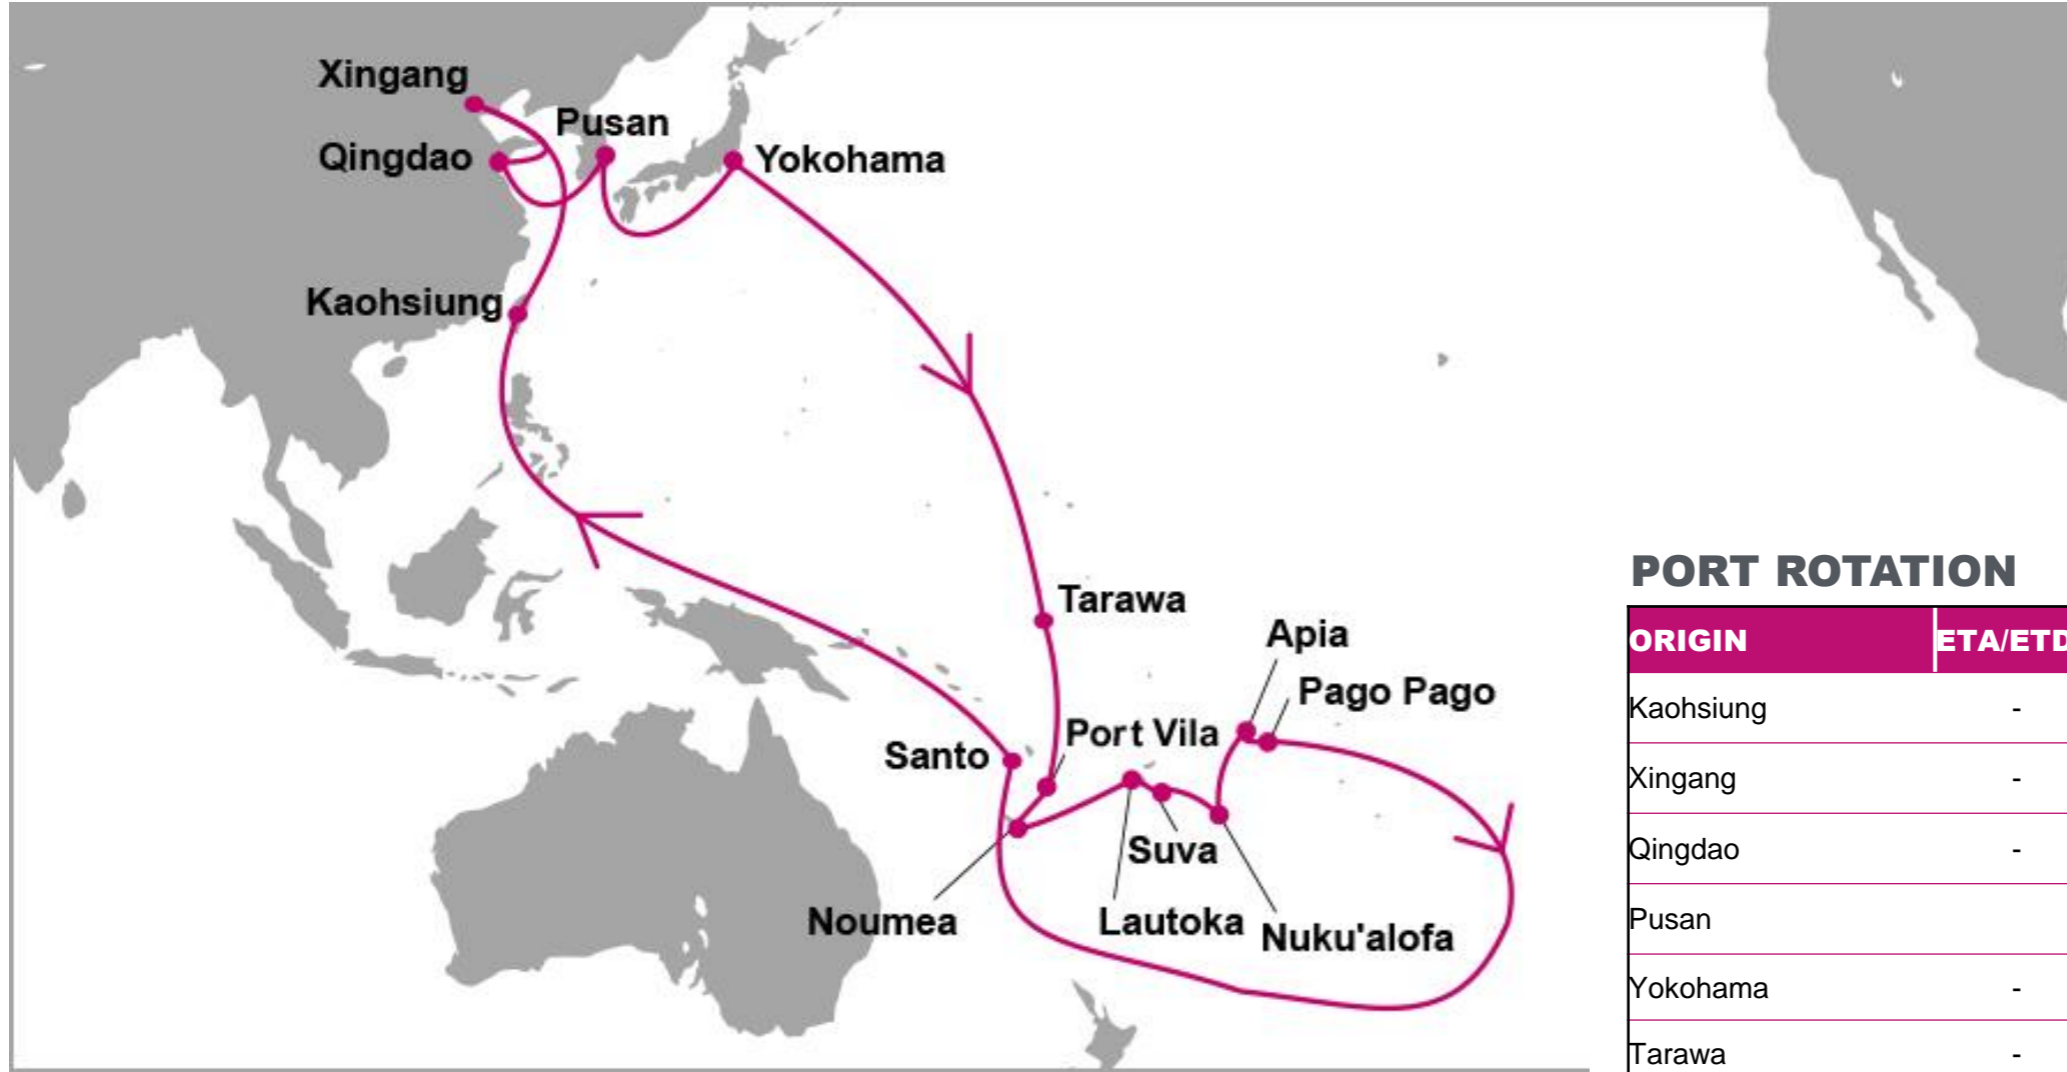 Xingang
Pusan
Qingdao
Yokohama
Kaohsiung
Tarawa
Apia
Pago Pago
Port Vila
Santo
Suva
Noumea
Lautoka
Nuku'alofa
PORT ROTATION
ORIGIN ETA/ETD
Kaohsiung -
Xingang -
Qingdao -
Pusan
Yokohama -
Tarawa -